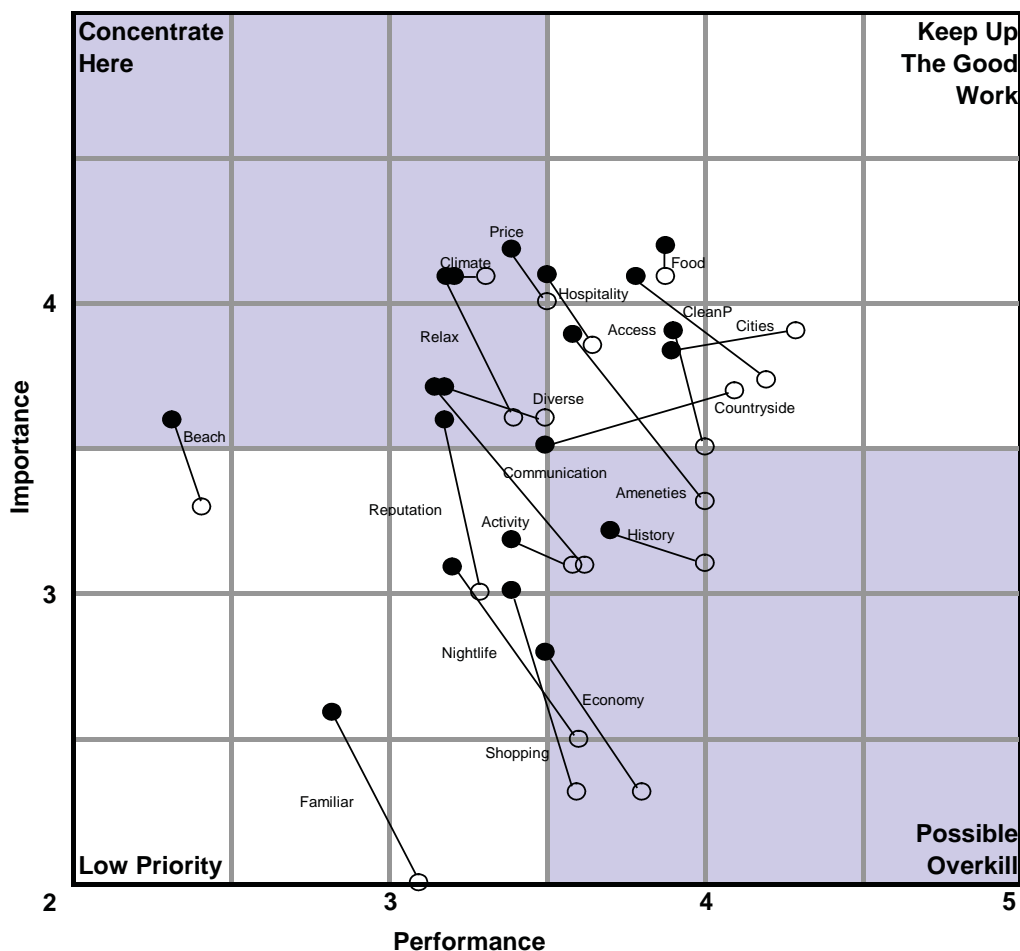 Concentrate
Here
Keep Up
The Good
Work
Price
Climate
Food
Hospitality
CleanP
Access
Cities
Relax
Diverse
Countryside
Beach
Communication
Ameneties
Reputation
Activity
History
Nightlife
Economy
Shopping
Familiar
Possible
Overkill
Low Priority
4
3
2
3
4
5
Importance
Performance